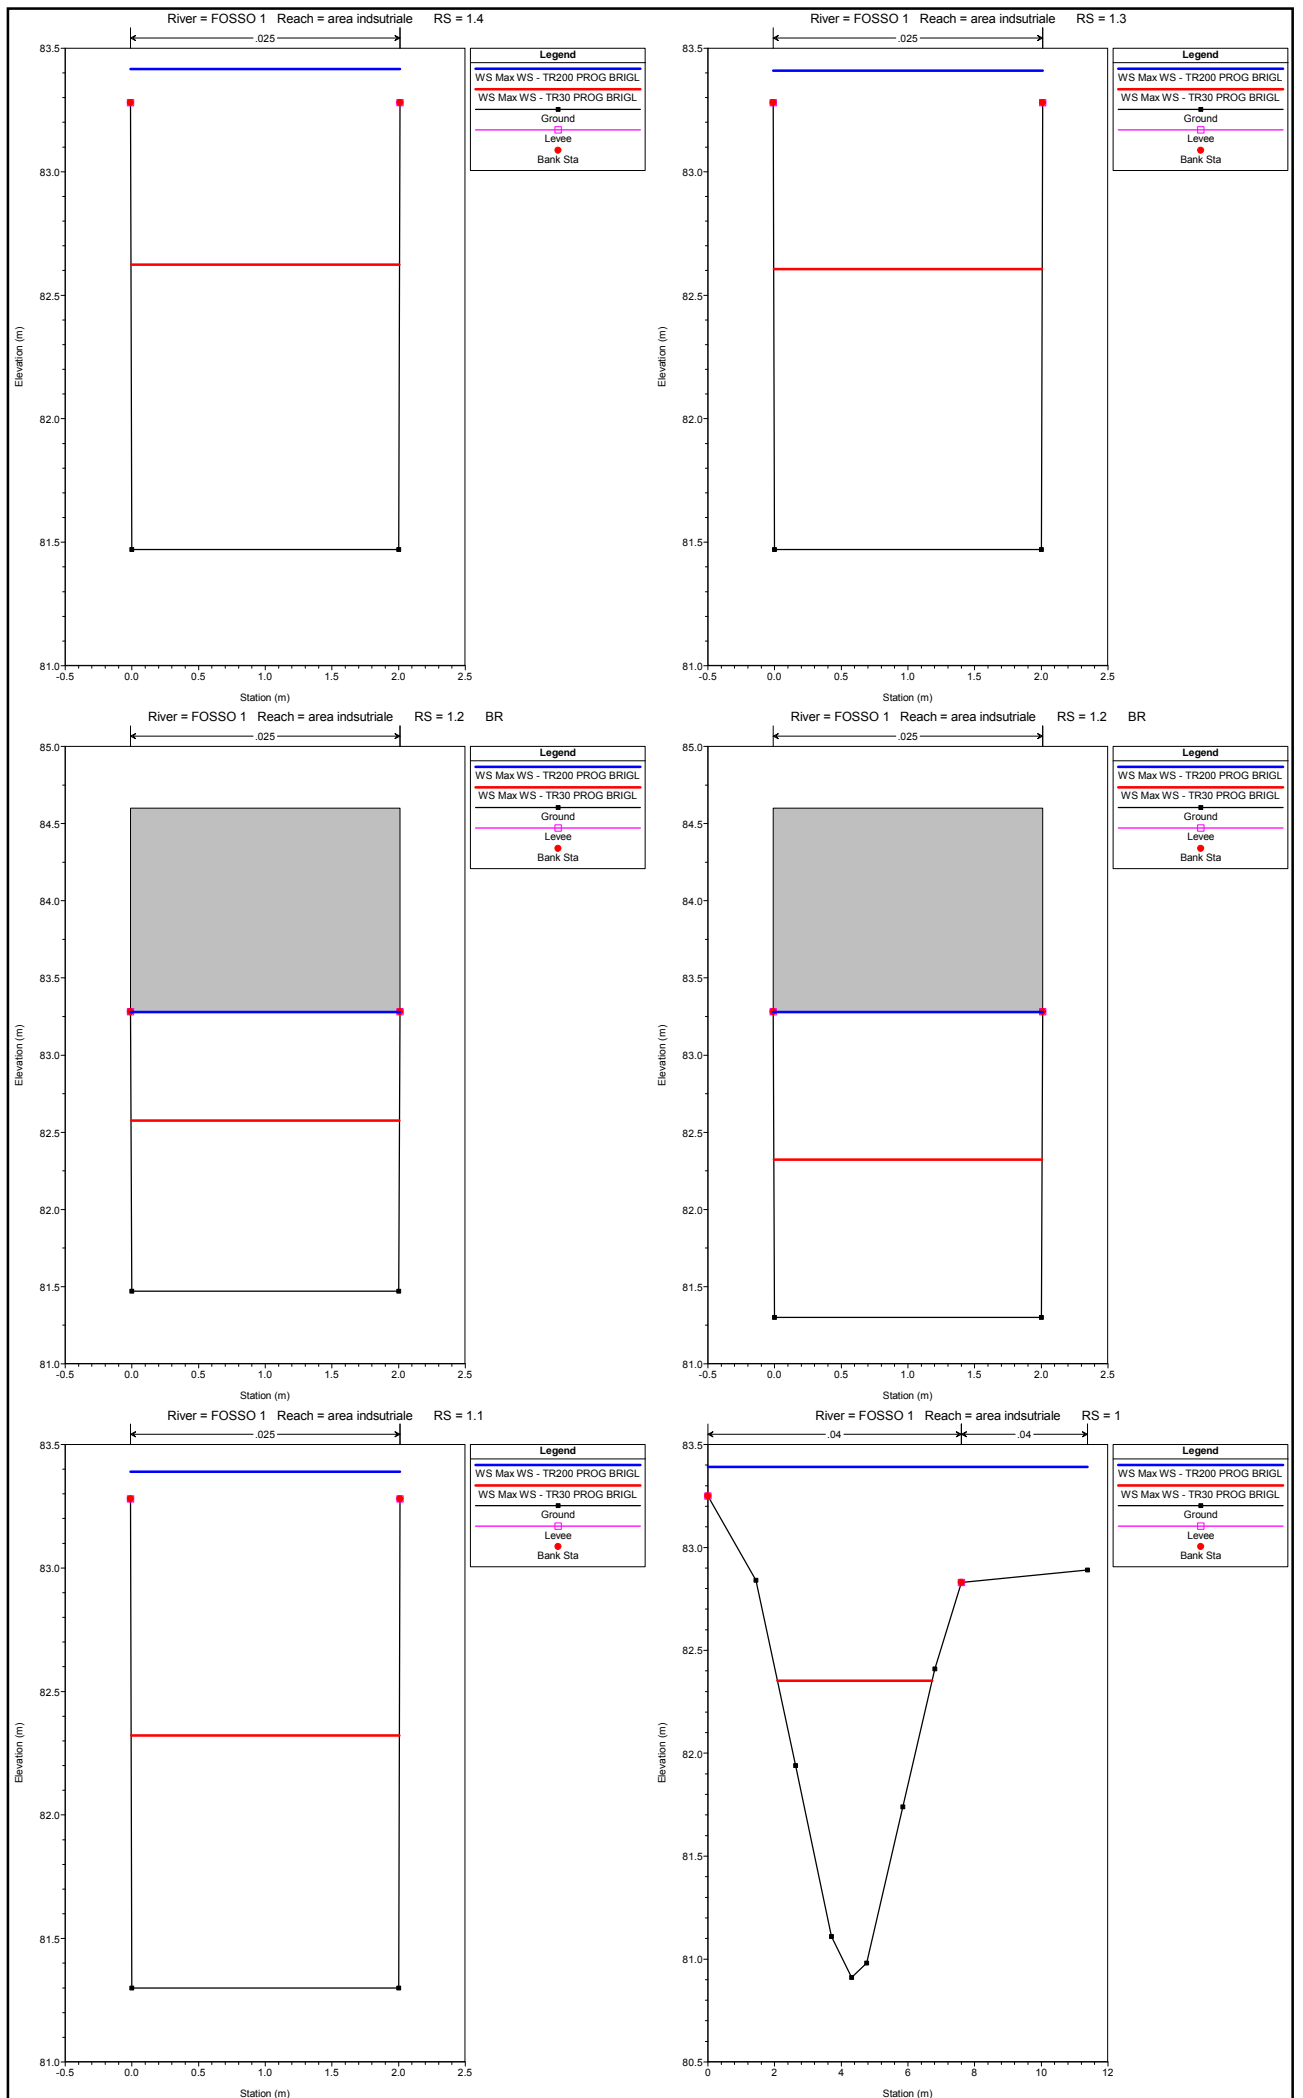 River = FOSSO 1 Reach = area indsutriale RS = 1.4
.025
83.5
83.0
82.5
82.0
81.5
81.0
Elevation (m)
-0.5 0.0 0.5 1.0 1.5 2.0 2.5
Station (m)
Legend
WS Max WS - TR200 PROG BRIGL
WS Max WS - TR30 PROG BRIGL
Ground
Levee
Bank Sta
River = FOSSO 1 Reach = area indsutriale RS = 1.3
.025
83.5
83.0
82.5
82.0
81.5
81.0
Elevation (m)
-0.5 0.0 0.5 1.0 1.5 2.0 2.5
Station (m)
Legend
WS Max WS - TR200 PROG BRIGL
WS Max WS - TR30 PROG BRIGL
Ground
Levee
Bank Sta
River = FOSSO 1 Reach = area indsutriale RS = 1.2 BR
.025
85.0
84.5
84.0
83.5
83.0
82.5
82.0
81.5
81.0
Elevation (m)
-0.5 0.0 0.5 1.0 1.5 2.0 2.5
Station (m)
Legend
WS Max WS - TR200 PROG BRIGL
WS Max WS - TR30 PROG BRIGL
Ground
Levee
Bank Sta
River = FOSSO 1 Reach = area indsutriale RS = 1.2 BR
.025
85.0
84.5
84.0
83.5
83.0
82.5
82.0
81.5
81.0
Elevation (m)
-0.5 0.0 0.5 1.0 1.5 2.0 2.5
Station (m)
Legend
WS Max WS - TR200 PROG BRIGL
WS Max WS - TR30 PROG BRIGL
Ground
Levee
Bank Sta
River = FOSSO 1 Reach = area indsutriale RS = 1.1
.025
83.5
83.0
82.5
82.0
81.5
81.0
Elevation (m)
-0.5 0.0 0.5 1.0 1.5 2.0 2.5
Station (m)
Legend
WS Max WS - TR200 PROG BRIGL
WS Max WS - TR30 PROG BRIGL
Ground
Levee
Bank Sta
River = FOSSO 1 Reach = area indsutriale RS = 1
.04 .04
83.5
83.0
82.5
82.0
81.5
81.0
80.5
Elevation (m)
0 2 4 6 8 10 12
Station (m)
Legend
WS Max WS - TR200 PROG BRIGL
WS Max WS - TR30 PROG BRIGL
Ground
Levee
Bank Sta